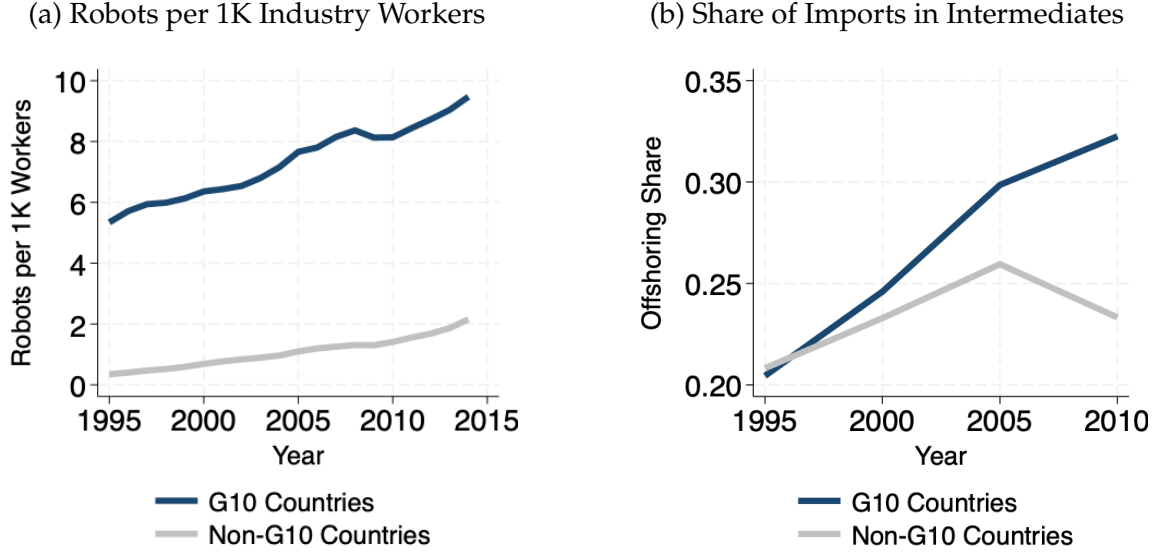 (a) Robots per 1K Industry Workers
Robots per 1K Workers
10
8
6
4
2
0
1995 2000 2005 2010 2015
Year
G10 Countries
Non-G10 Countries
(b) Share of Imports in Intermediates
Offshoring Share
0.35
0.30
0.25
0.20
1995 2000 2005 2010
Year
G10 Countries
Non-G10 Countries